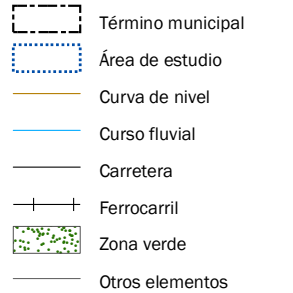 Término municipal
Área de estudio
Curva de nivel
Curso fluvial
Carretera
Ferrocarril
Zona verde
Otros elementos